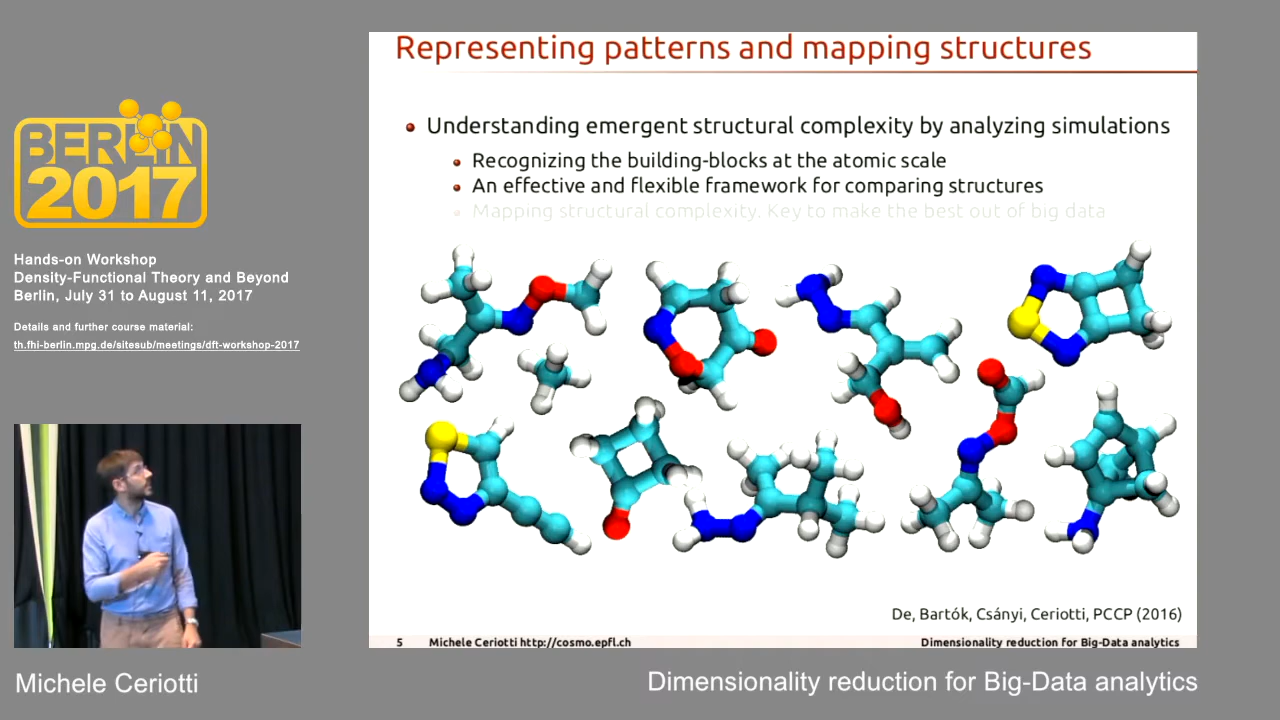 BERLIN
2017
Hands-on Workshop
Density-Functional Theory and Beyond
Berlin, July 31 to August 11, 2017
Details and further course material:
th.fhi-berlin.mpg.de/sitesub/meetings/dft-workshop-2017
Representing patterns and mapping structures
Understanding emergent structural complexity by analyzing simulations
Recognizing the building-blocks at the atomic scale
An effective and flexible framework for comparing structures
Mapping structural complexity. Key to make the best out of big data
De, Bartók, Csányi, Ceriotti, PCCP (2016)
5 Michele Ceriotti http://cosmo.epfl.ch Dimensionality reduction for Big-Data analytics
Michele Ceriotti
Dimensionality reduction for Big-Data analytics